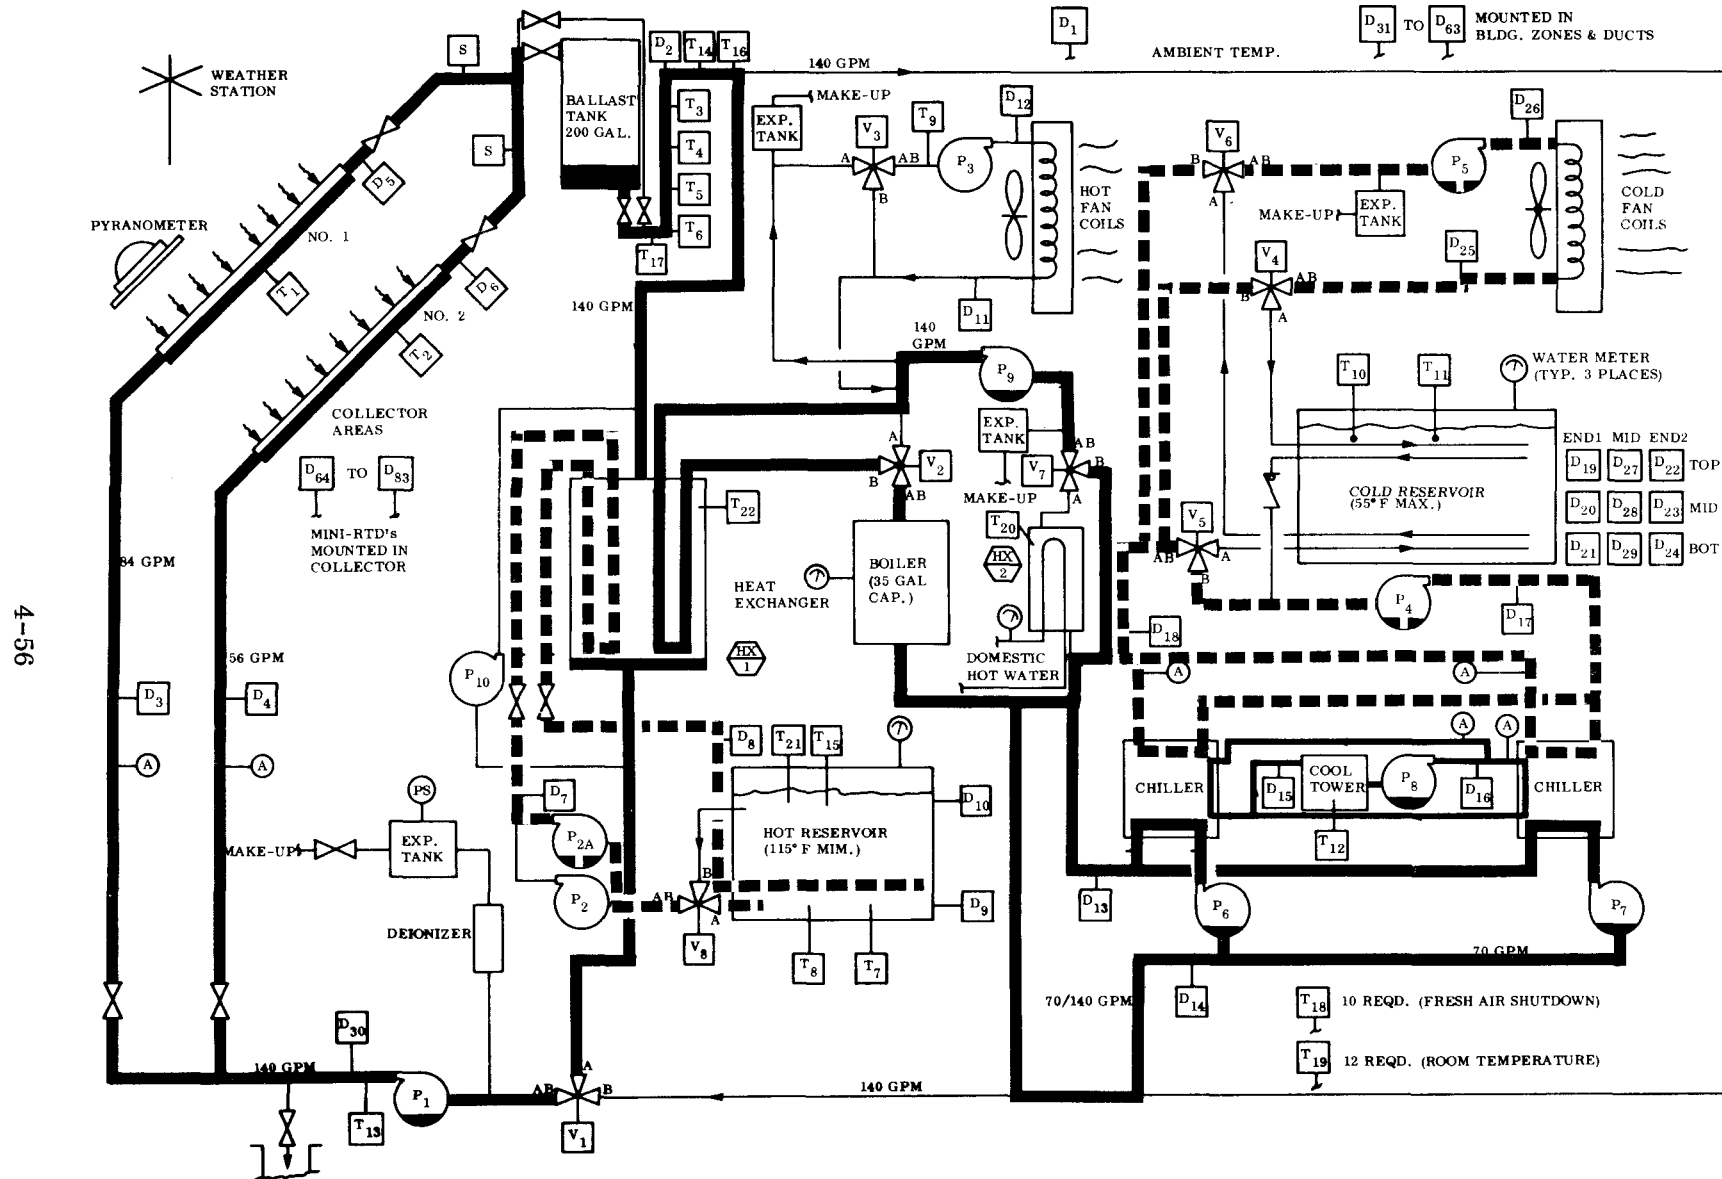 D1
AMBIENT TEMP.
D31 TO D63
MOUNTED IN
BLDG. ZONES & DUCTS
WEATHER
STATION
S
S
BALLAST
TANK
200 GAL.
D2
T14
T16
T3
T4
T5
T6
T17
140 GPM
MAKE-UP
EXP.
TANK
V3
A
AB
B
T9
P3
D12
HOT
FAN
COILS
D11
V6
B
AB
A
P5
D26
MAKE-UP
EXP.
TANK
COLD
FAN
COILS
D25
V4
AB
B
A
PYRANOMETER
NO. 1
D5
T1
NO. 2
D6
T2
COLLECTOR
AREAS
D64 TO D83
MINI-RTD's
MOUNTED IN
COLLECTOR
140
GPM
140 GPM
P9
EXP.
TANK
MAKE-UP
AB
V7
B
A
A
V2
B
AB
T10
T11
WATER METER
(TYP. 3 PLACES)
COLD RESERVOIR
(55° F MAX.)
END1 MID END2
D19 D27 D22 TOP
D20 D28 D23 MID
D21 D29 D24 BOT
V5
AB
A
B
P4
D17
D18
T22
HEAT
EXCHANGER
HX
1
BOILER
(35 GAL
CAP.)
T20
HX
2
DOMESTIC
HOT WATER
84 GPM
56 GPM
D3
D4
A
A
P10
A
A
A
A
D8
T21
T15
D10
HOT RESERVOIR
(115° F MIM.)
D9
T8
T7
B
AB
A
V8
D7
P2A
P2
PS
EXP.
TANK
MAKE-UP
DEIONIZER
CHILLER
D15
COOL
TOWER
P8
D16
CHILLER
T12
D13
P6
P7
70 GPM
70/140 GPM
D14
T18 10 REQD. (FRESH AIR SHUTDOWN)
T19 12 REQD. (ROOM TEMPERATURE)
140 GPM
D30
T13
P1
A
AB
B
V1
140 GPM
4-56